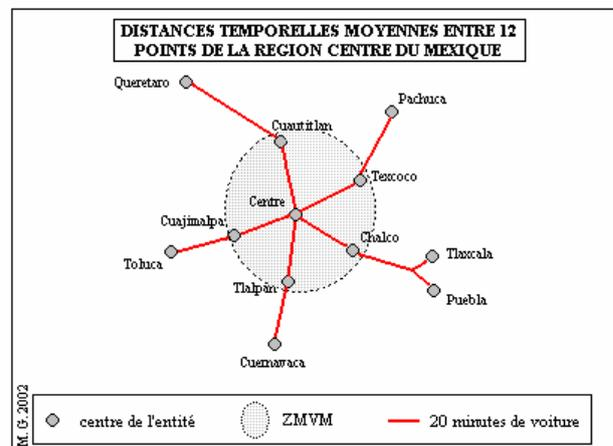 DISTANCES TEMPORELLES MOYENNES ENTRE 12
POINTS DE LA REGION CENTRE DU MEXIQUE
Queretaro
Pachuca
Cuautitlan
Texcoco
Centre
Cuajimalpa
Chalco
Tlaxcala
Toluca
Tlalpán
Puebla
Cuernavaca
M. G. 2002
centre de l'entité
ZMVM
20 minutes de voiture